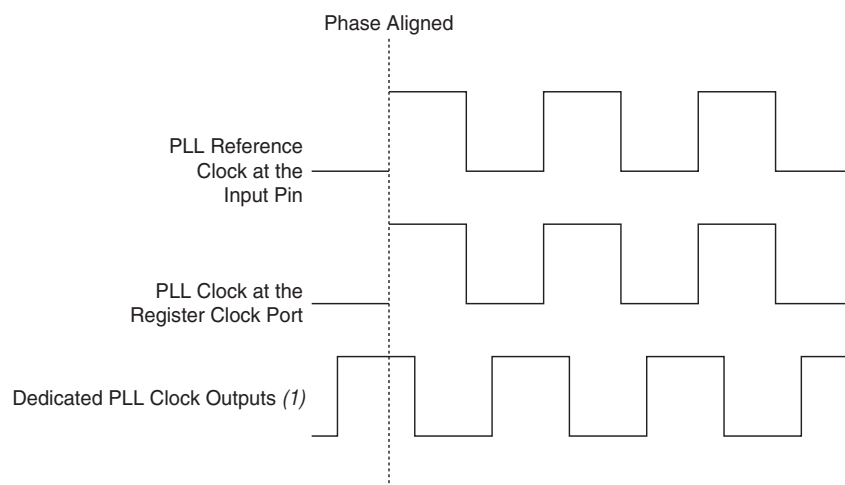 Phase Aligned
PLL Reference
Clock at the
Input Pin
PLL Clock at the
Register Clock Port
Dedicated PLL Clock Outputs (1)